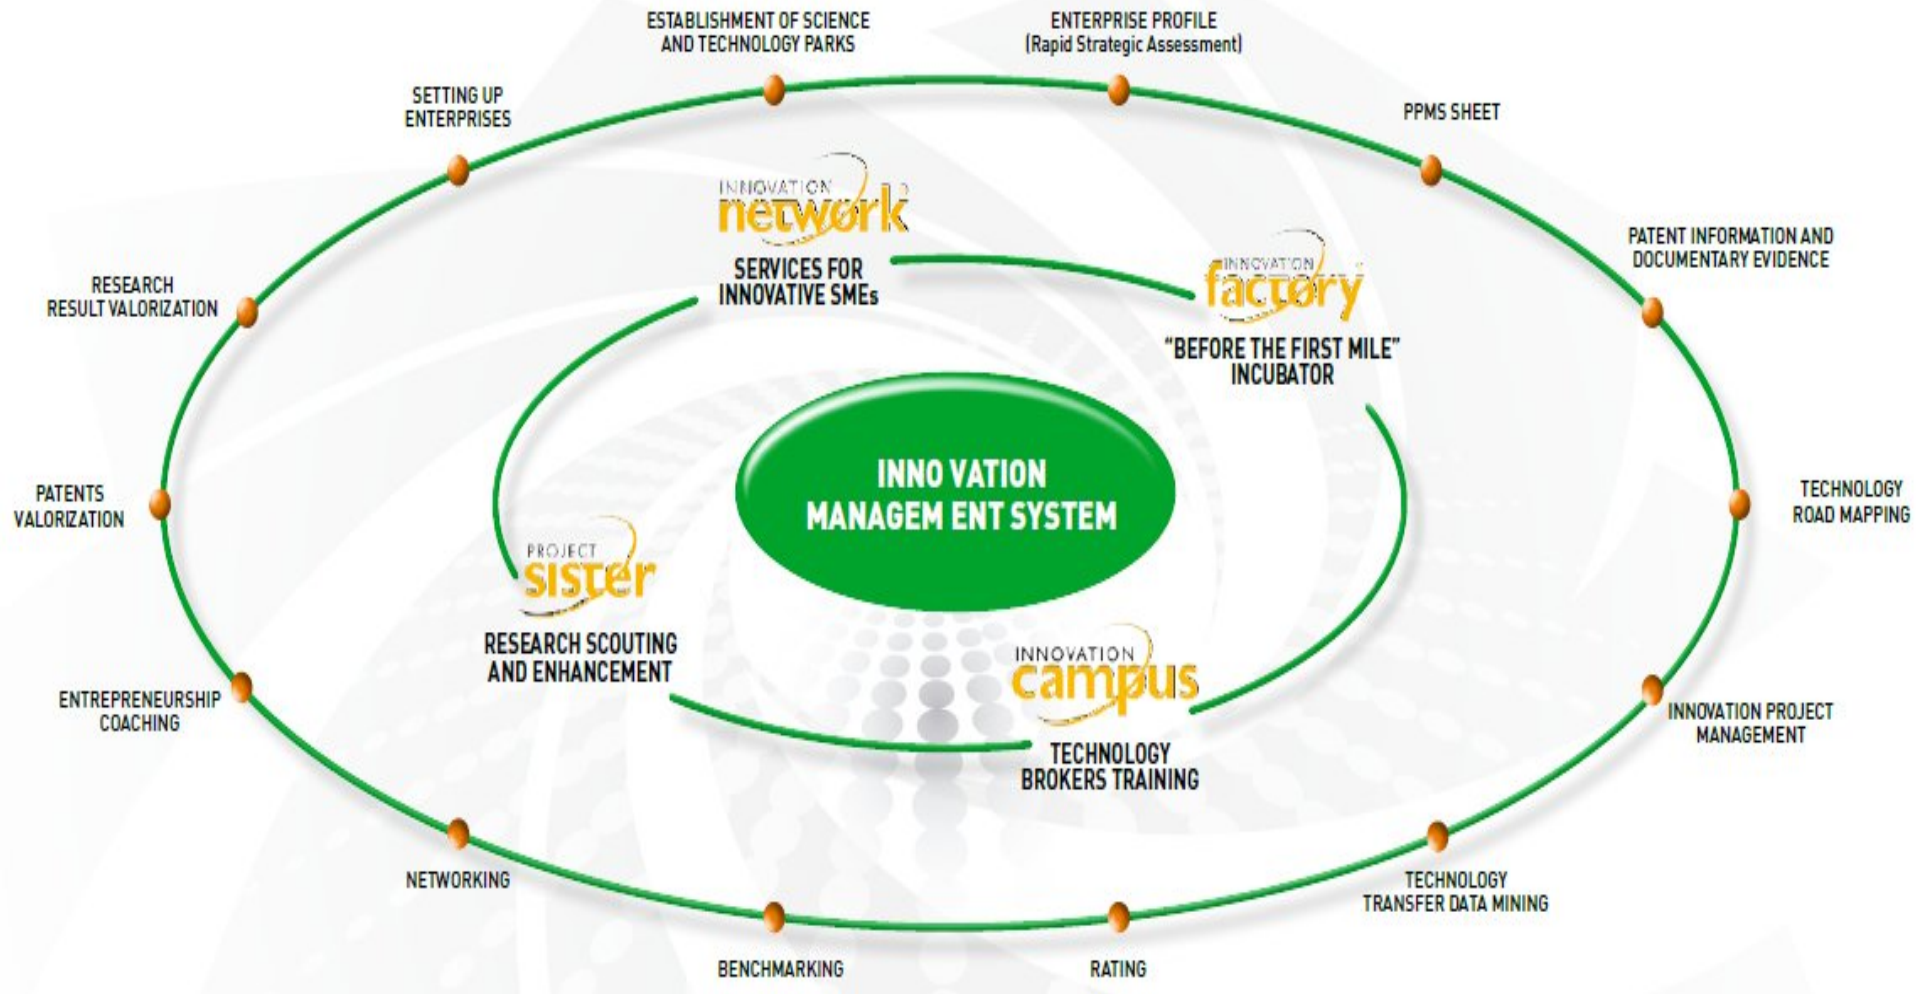 ESTABLISHMENT OF SCIENCE
AND TECHNOLOGY PARKS
ENTERPRISE PROFILE
(Rapid Strategic Assessment)
SETTING UP
ENTERPRISES
PPMS SHEET
INNOVATION
network
SERVICES FOR
INNOVATIVE SMEs
PATENT INFORMATION AND
DOCUMENTARY EVIDENCE
INNOVATION
factory
"BEFORE THE FIRST MILE"
INCUBATOR
RESEARCH
RESULT VALORIZATION
INNO VATION
MANAGEM ENT SYSTEM
PATENTS
VALORIZATION
TECHNOLOGY
ROAD MAPPING
PROJECT
sister
RESEARCH SCOUTING
AND ENHANCEMENT
INNOVATION
campus
TECHNOLOGY
BROKERS TRAINING
ENTREPRENEURSHIP
COACHING
INNOVATION PROJECT
MANAGEMENT
NETWORKING
TECHNOLOGY
TRANSFER DATA MINING
BENCHMARKING
RATING